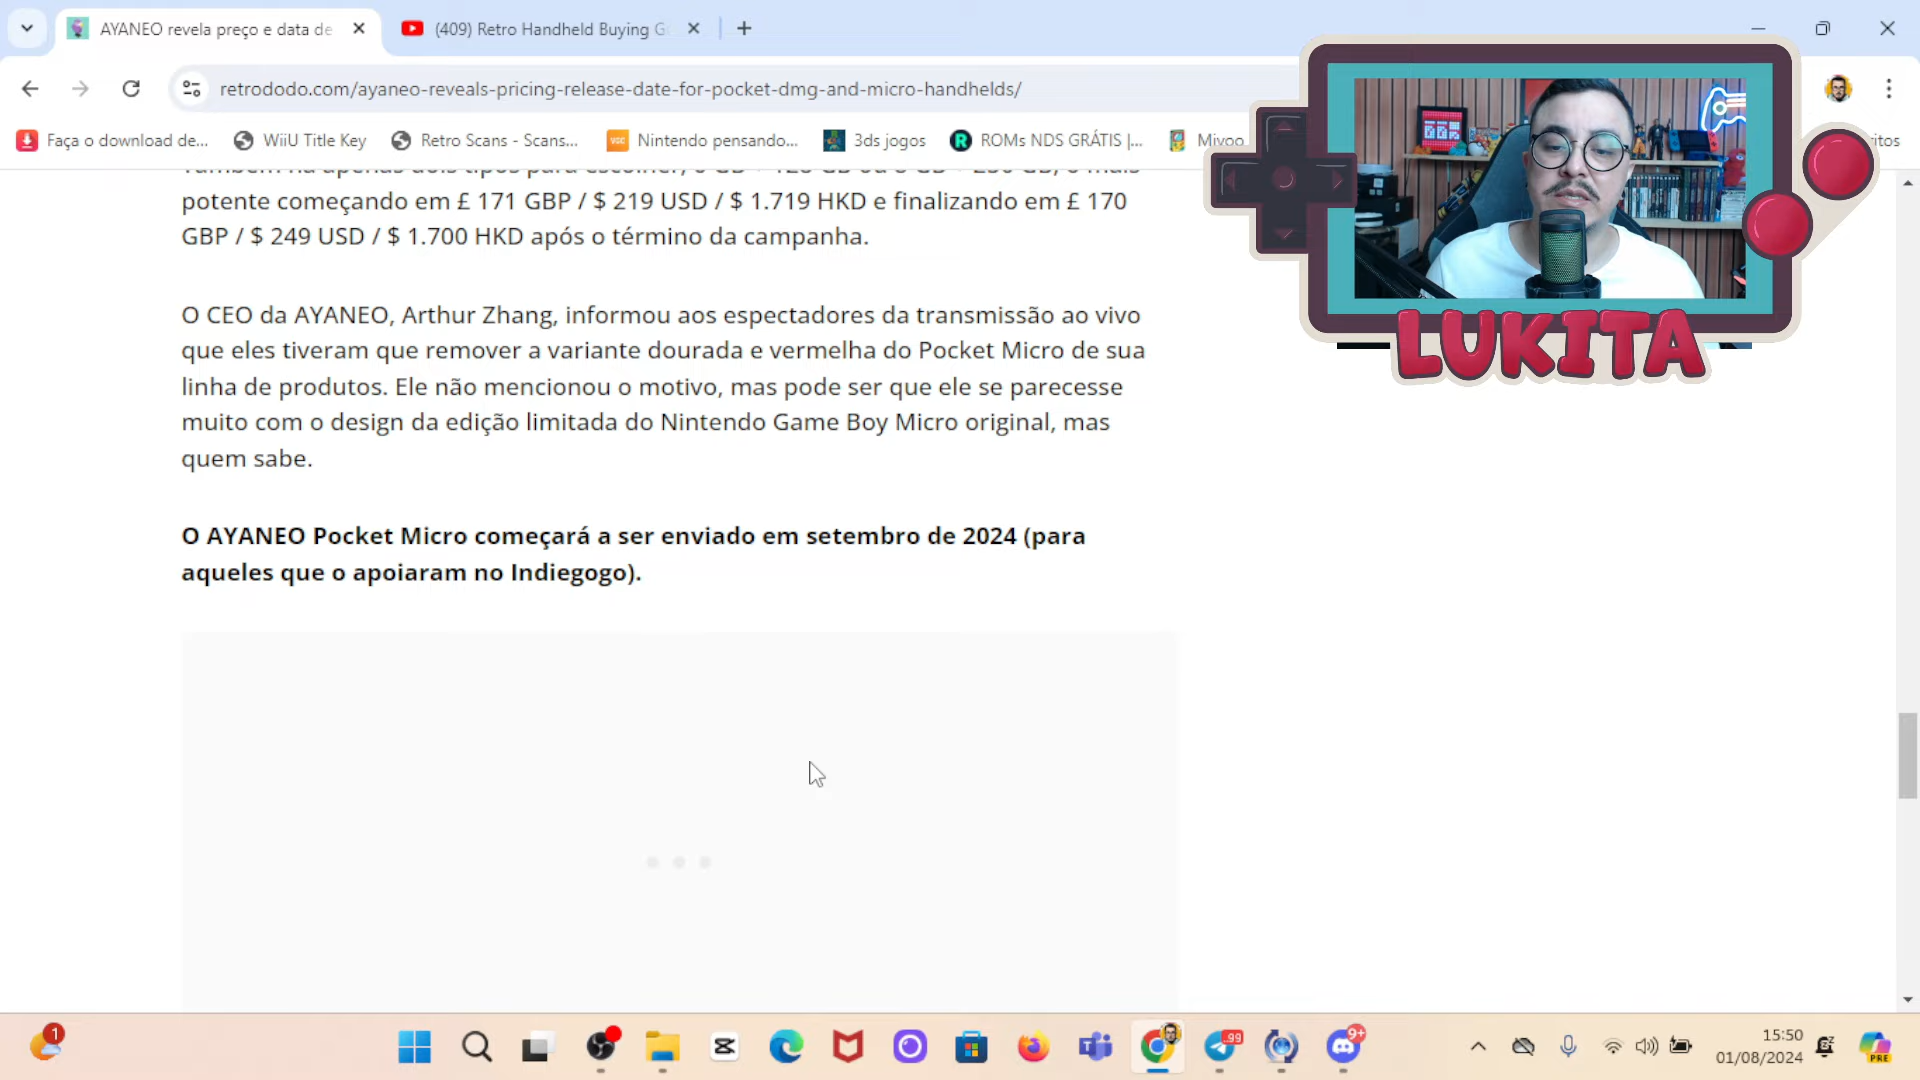 AYANEO revela preço e data de
(409) Retro Handheld Buying G
retrododo.com/ayaneo-reveals-pricing-release-date-for-pocket-dmg-and-micro-handhelds/
Faça o download de...
WiiU Title Key
Retro Scans - Scans...
VGC
Nintendo pensando...
3ds jogos
R
ROMs NDS GRÁTIS |...
Miyoo
itos
potente começando em £ 171 GBP / $ 219 USD / $ 1.719 HKD e finalizando em £ 170
GBP / $ 249 USD / $ 1.700 HKD após o término da campanha.
O CEO da AYANEO, Arthur Zhang, informou aos espectadores da transmissão ao vivo
que eles tiveram que remover a variante dourada e vermelha do Pocket Micro de sua
linha de produtos. Ele não mencionou o motivo, mas pode ser que ele se parecesse
muito com o design da edição limitada do Nintendo Game Boy Micro original, mas
quem sabe.
O AYANEO Pocket Micro começará a ser enviado em setembro de 2024 (para
aqueles que o apoiaram no Indiegogo).
LUKITA
1
99
9+
15:50
01/08/2024
PRE